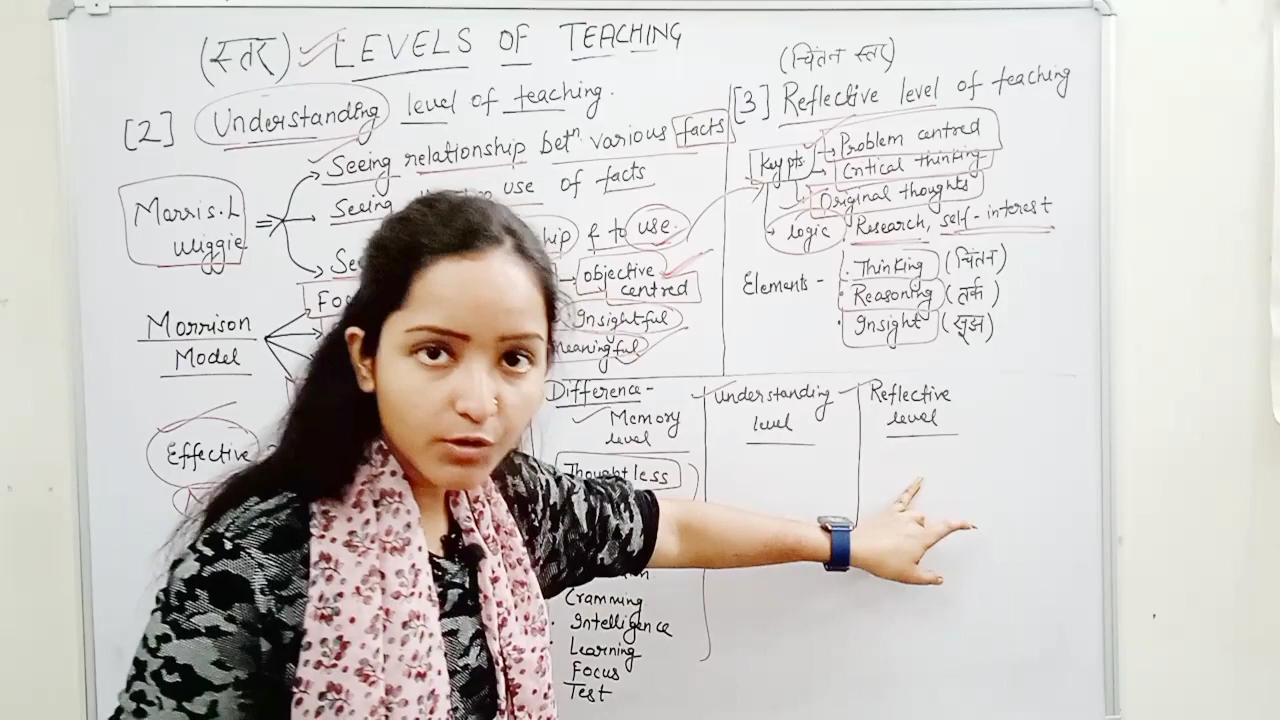 (स्तर) LEVELS OF TEACHING
[2] Understanding level of teaching.
Seeing relationship betⁿ various facts
Seeing use of facts
& to use.
Morris.L
wiggie
objective
centred
Insightful
meaningful
Morrison
Model
Effective
(चिंतन स्तर)
[3] Reflective level of teaching
Key pts
Problem centred
Critical thinking
Original thoughts
logic
Research, self-interest
Elements -
· Thinking (चिंतन)
· Reasoning (तर्क)
· Insight (सूझ)
Difference -
Memory
level
Understanding
level
Reflective
level
Thoughtless
Cramming
· Intelligence
Learning
Focus
Test